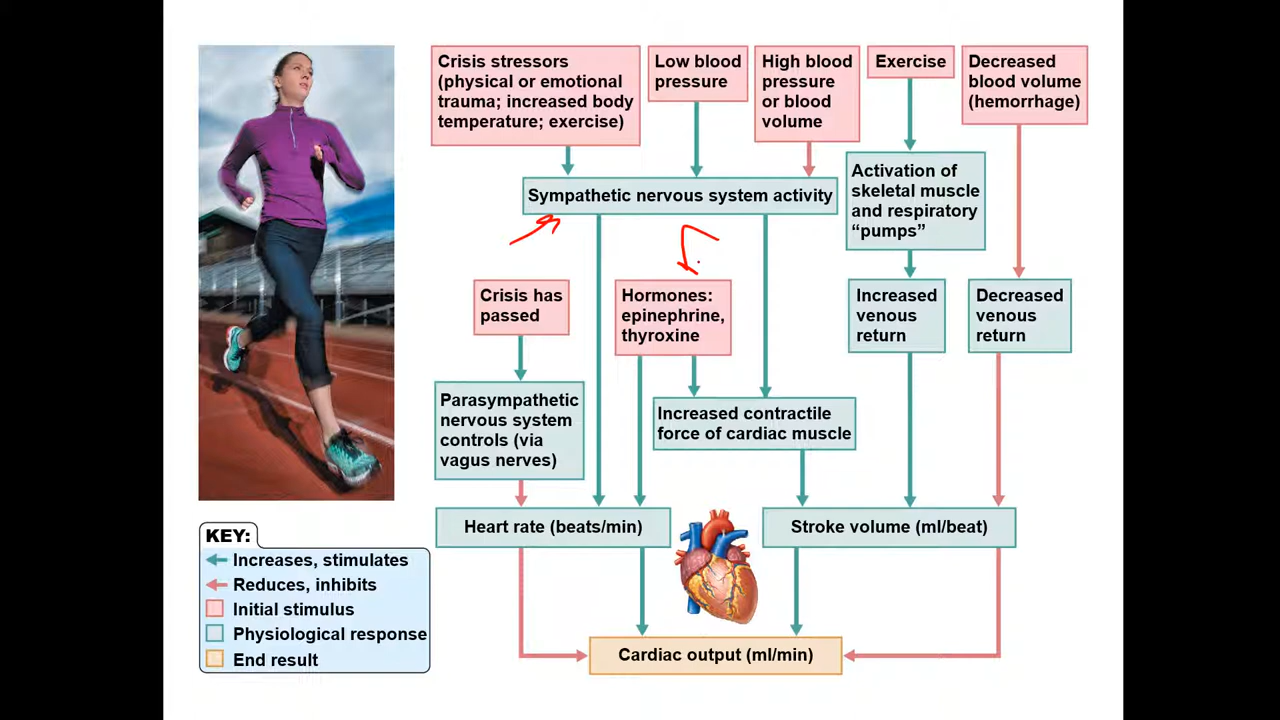 Crisis stressors
(physical or emotional
trauma; increased body
temperature; exercise)
Low blood
pressure
High blood
pressure
or blood
volume
Exercise
Decreased
blood volume
(hemorrhage)
Sympathetic nervous system activity
Activation of
skeletal muscle
and respiratory
“pumps”
Crisis has
passed
Hormones:
epinephrine,
thyroxine
Increased
venous
return
Decreased
venous
return
Parasympathetic
nervous system
controls (via
vagus nerves)
Increased contractile
force of cardiac muscle
Heart rate (beats/min)
Stroke volume (ml/beat)
Cardiac output (ml/min)
KEY:
Increases, stimulates
Reduces, inhibits
Initial stimulus
Physiological response
End result